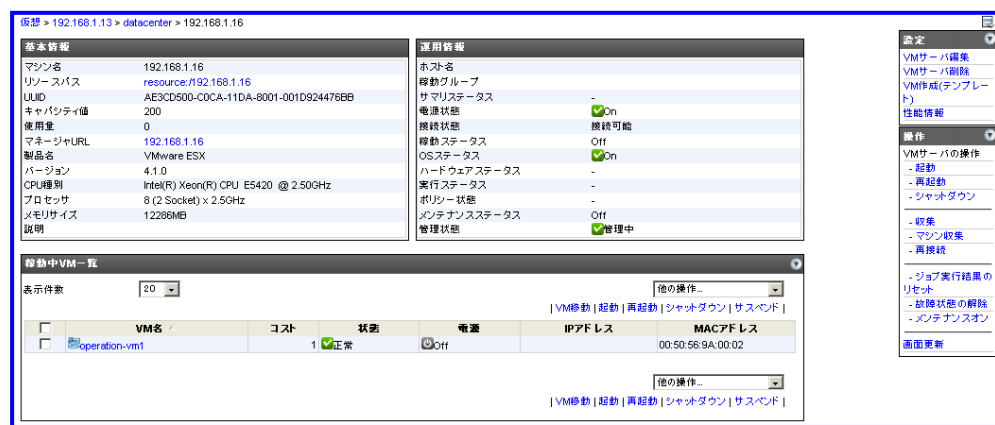 仮想 > 192.168.1.13 > datacenter > 192.168.1.16
基本情報
マシン名 192.168.1.16
リソースパス resource:/192.168.1.16
UUID AE3CD500-C0CA-11DA-8001-001D924476BB
キャパシティ値 200
使用量 0
マネージャURL 192.168.1.16
製品名 VMware ESX
バージョン 4.1.0
CPU種別 Intel(R) Xeon(R) CPU E5420 @ 2.50GHz
プロセッサ 8 (2 Socket) x 2.5GHz
メモリサイズ 12286MB
説明
運用情報
ホスト名
稼動グループ
サマリステータス -
電源状態 On
接続状態 接続可能
稼動ステータス Off
OSステータス On
ハードウェアステータス -
実行ステータス -
ポリシー状態 -
メンテナンスステータス Off
管理状態 管理中
稼動中VM一覧
表示件数 20 他の操作...
| VM移動 | 起動 | 再起動 | シャットダウン | サスペンド |
VM名 コスト 状態 電源 IPアドレス MACアドレス
operation-vm1 1 正常 Off 00:50:56:9A:00:02
他の操作...
| VM移動 | 起動 | 再起動 | シャットダウン | サスペンド |
設定
VMサーバ編集
VMサーバ削除
VM作成(テンプレー
ト)
性能情報
操作
VMサーバの操作
- 起動
- 再起動
- シャットダウン
- 収集
- マシン収集
- 再接続
- ジョブ実行結果の
リセット
- 故障状態の解除
- メンテナンスオン
画面更新